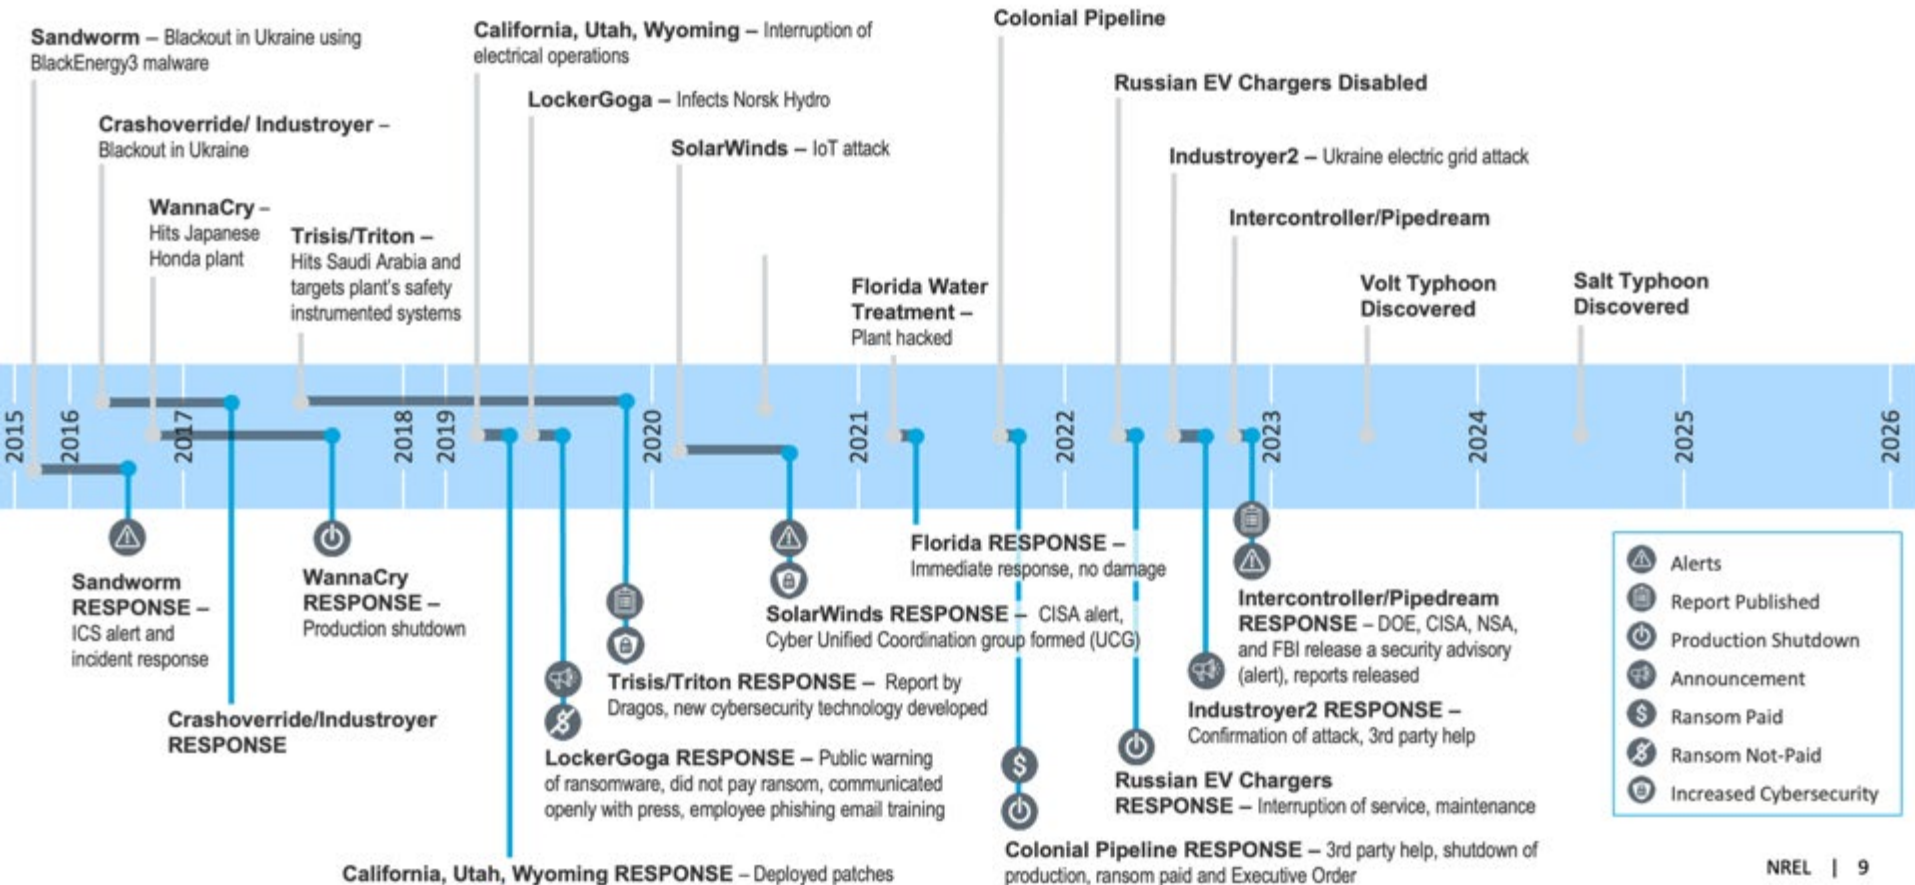 Sandworm – Blackout in Ukraine using
BlackEnergy3 malware
Crashoverride/ Industroyer –
Blackout in Ukraine
WannaCry –
Hits Japanese
Honda plant
Trisis/Triton –
Hits Saudi Arabia and
targets plant's safety
instrumented systems
California, Utah, Wyoming – Interruption of
electrical operations
LockerGoga – Infects Norsk Hydro
SolarWinds – IoT attack
Florida Water
Treatment –
Plant hacked
Colonial Pipeline
Russian EV Chargers Disabled
Industroyer2 – Ukraine electric grid attack
Intercontroller/Pipedream
Volt Typhoon
Discovered
Salt Typhoon
Discovered
2015
2016
2017
2018
2019
2020
2021
2022
2023
2024
2025
2026
Sandworm
RESPONSE –
ICS alert and
incident response
Crashoverride/Industroyer
RESPONSE
WannaCry
RESPONSE –
Production shutdown
California, Utah, Wyoming RESPONSE – Deployed patches
LockerGoga RESPONSE – Public warning
of ransomware, did not pay ransom, communicated
openly with press, employee phishing email training
Trisis/Triton RESPONSE – Report by
Dragos, new cybersecurity technology developed
SolarWinds RESPONSE – CISA alert,
Cyber Unified Coordination group formed (UCG)
Florida RESPONSE –
Immediate response, no damage
Colonial Pipeline RESPONSE – 3rd party help, shutdown of
production, ransom paid and Executive Order
Russian EV Chargers
RESPONSE – Interruption of service, maintenance
Industroyer2 RESPONSE –
Confirmation of attack, 3rd party help
Intercontroller/Pipedream
RESPONSE – DOE, CISA, NSA,
and FBI release a security advisory
(alert), reports released
Alerts
Report Published
Production Shutdown
Announcement
Ransom Paid
Ransom Not-Paid
Increased Cybersecurity
NREL | 9